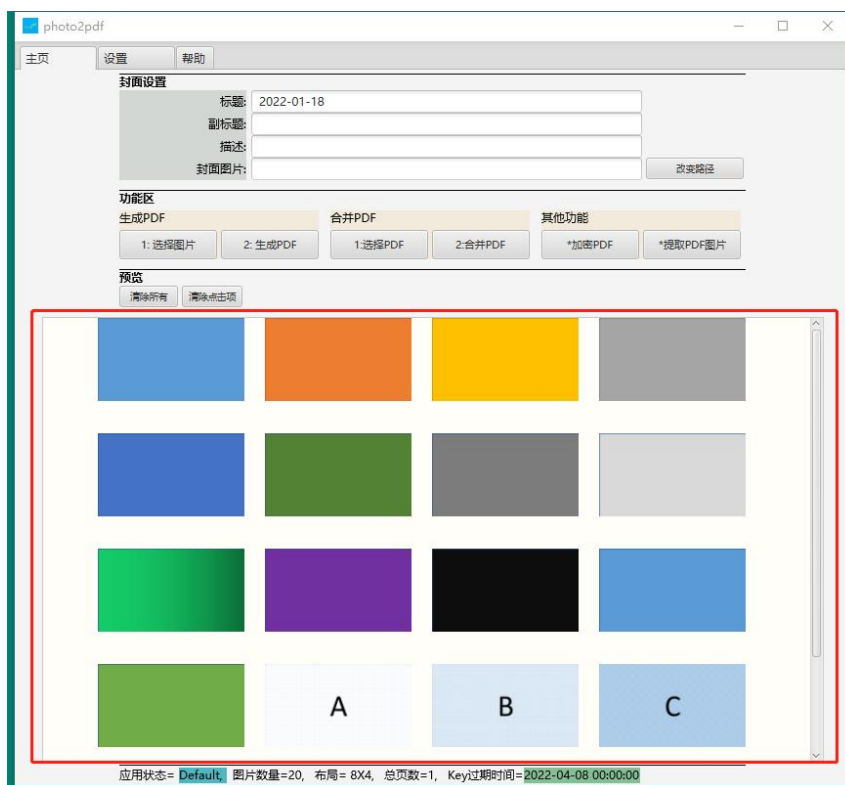 photo2pdf
主页 设置 帮助
封面设置
标题: 2022-01-18
副标题:
描述:
封面图片: 改变路径
功能区
生成PDF 合并PDF 其他功能
1: 选择图片 2: 生成PDF 1:选择PDF 2:合并PDF *加密PDF *提取PDF图片
预览
清除所有 清除点击项
A B C
应用状态= Default, 图片数量=20, 布局= 8X4, 总页数=1, Key过期时间=2022-04-08 00:00:00